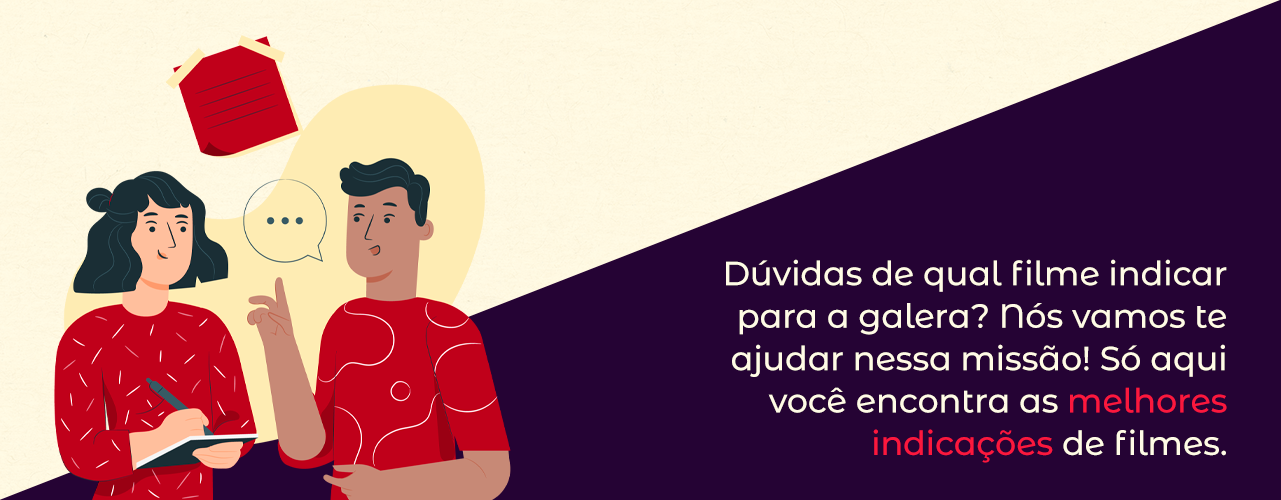 Dúvidas de qual filme indicar
para a galera? Nós vamos te
ajudar nessa missão! Só aqui
você encontra as melhores
indicações de filmes.